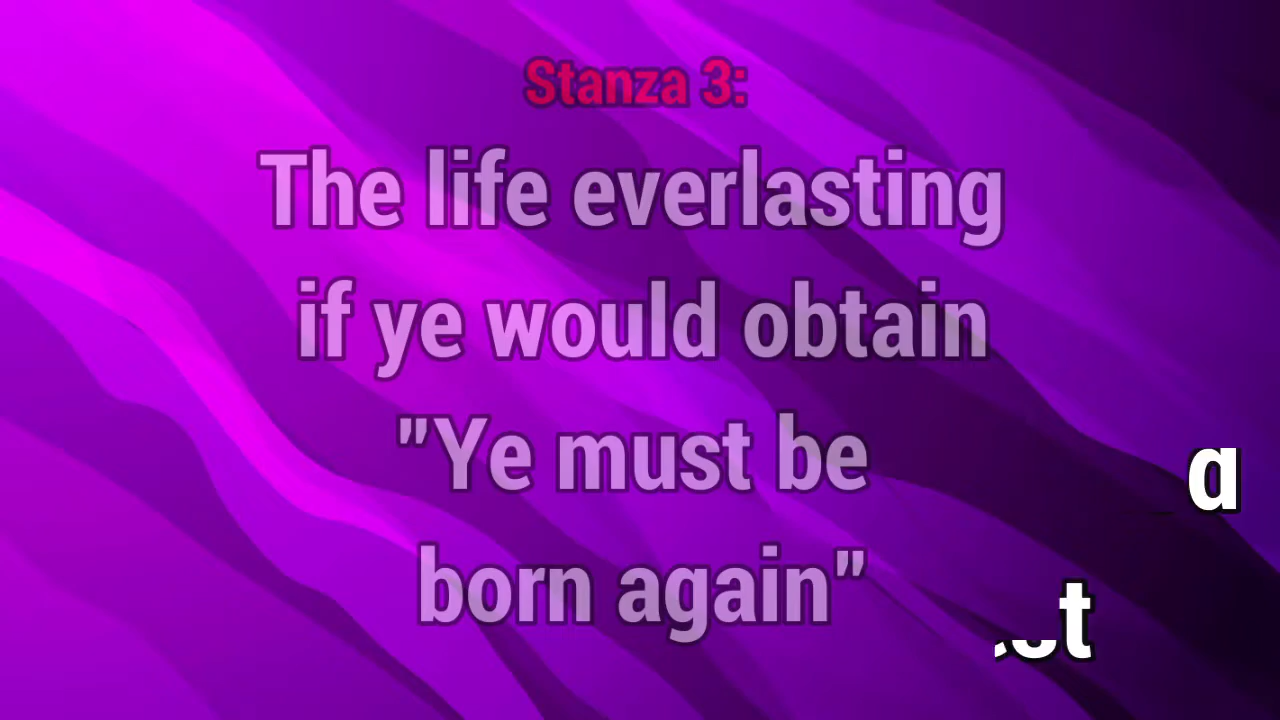 Stanza 3:
The life everlasting
if ye would obtain
"Ye must be
born again"